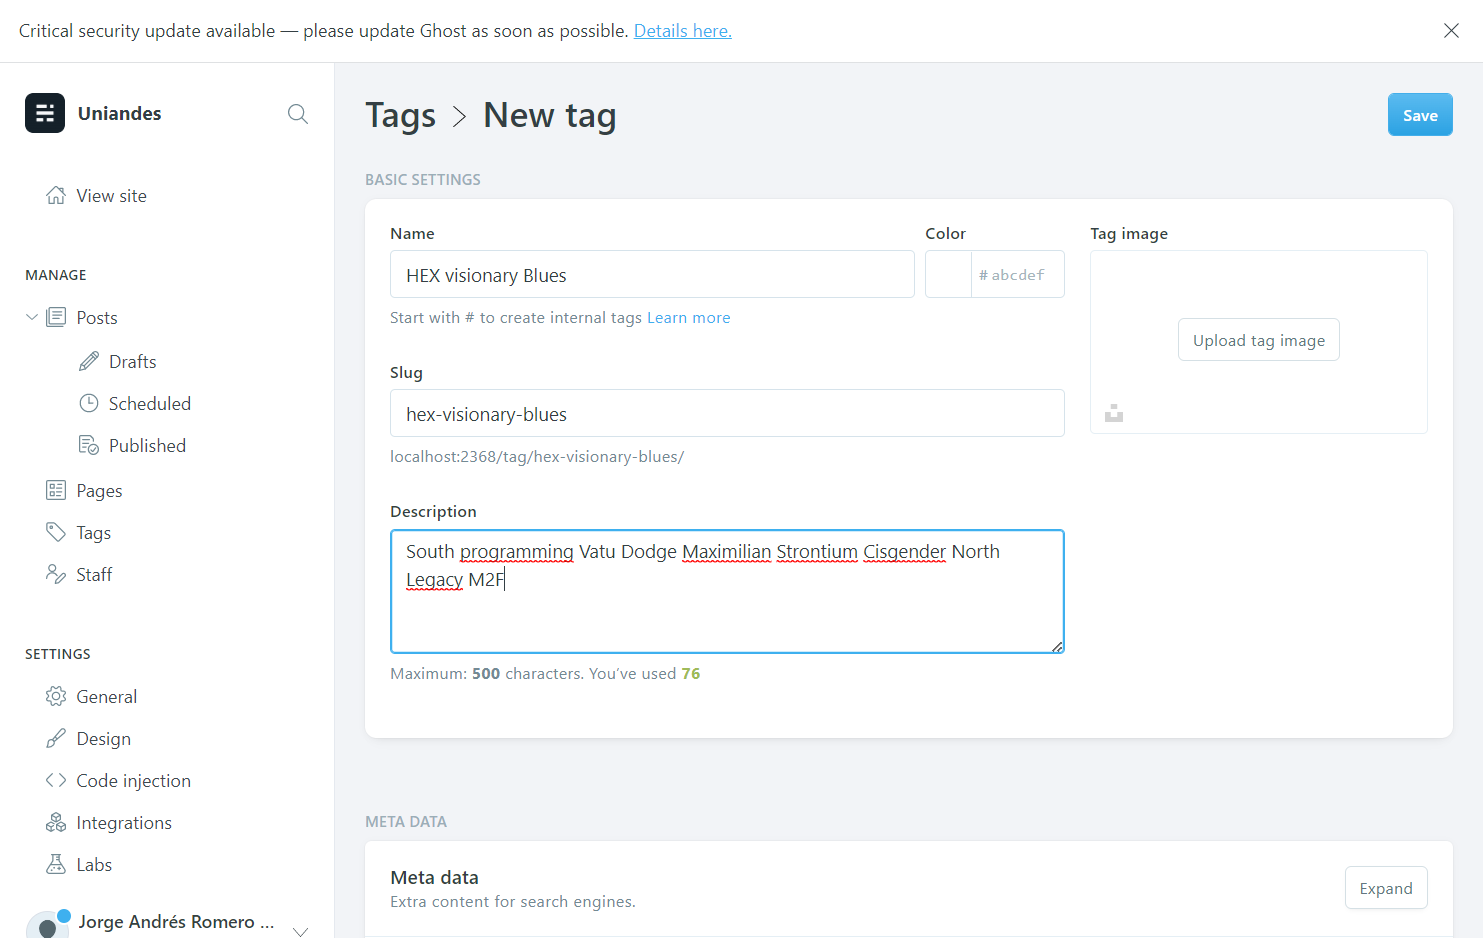 Critical security update available — please update Ghost as soon as possible. Details here.
Uniandes
View site
MANAGE
Posts
Drafts
Scheduled
Published
Pages
Tags
Staff
SETTINGS
General
Design
Code injection
Integrations
Labs
Jorge Andrés Romero ...
Tags > New tag
Save
BASIC SETTINGS
Name
HEX visionary Blues
Start with # to create internal tags Learn more
Color
# abcdef
Tag image
Upload tag image
Slug
hex-visionary-blues
localhost:2368/tag/hex-visionary-blues/
Description
South programming Vatu Dodge Maximilian Strontium Cisgender North
Legacy M2F
Maximum: 500 characters. You’ve used 76
META DATA
Meta data
Extra content for search engines.
Expand